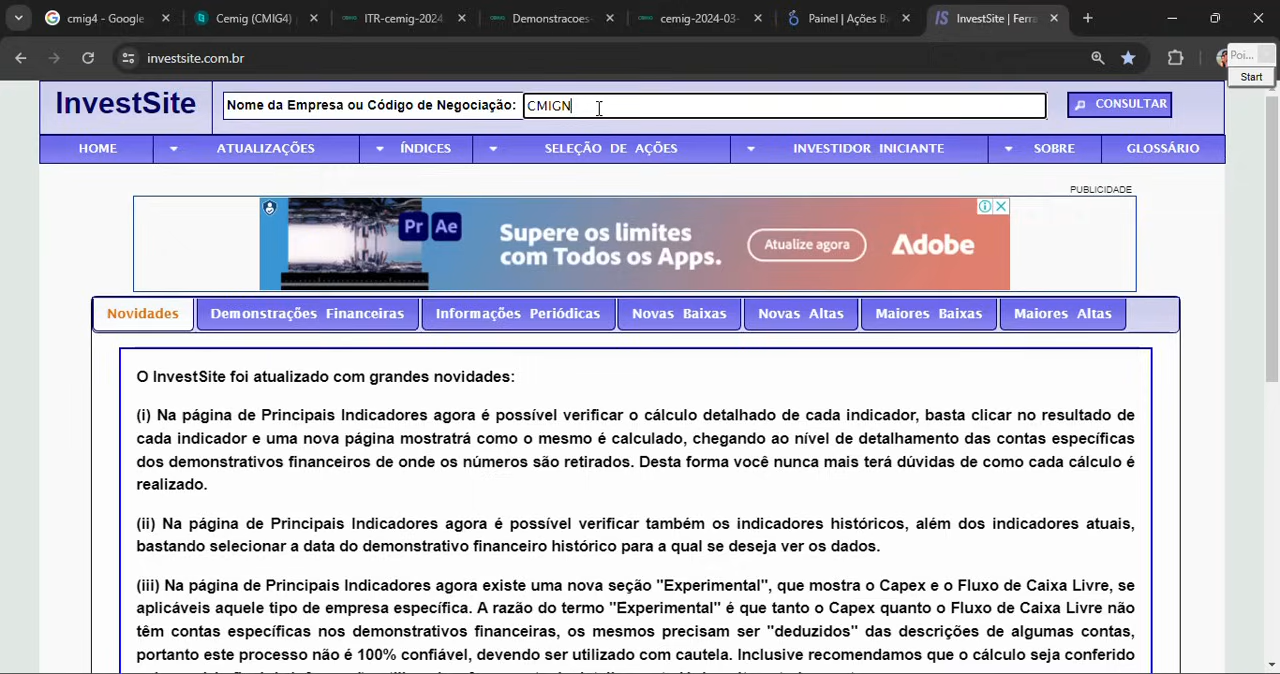 cmig4 - Google
Cemig (CMIG4)
ITR-cemig-2024
Demonstracoes-
cemig-2024-03-
Painel | Ações Ba
InvestSite | Ferra
investsite.com.br
Poi...
Start
InvestSite
Nome da Empresa ou Código de Negociação:
CMIGN
CONSULTAR
HOME
ATUALIZAÇÕES
ÍNDICES
SELEÇÃO DE AÇÕES
INVESTIDOR INICIANTE
SOBRE
GLOSSÁRIO
PUBLICIDADE
Pr
Ae
Supere os limites
com Todos os Apps.
Atualize agora
Adobe
Novidades
Demonstrações Financeiras
Informações Periódicas
Novas Baixas
Novas Altas
Maiores Baixas
Maiores Altas
O InvestSite foi atualizado com grandes novidades:
(i) Na página de Principais Indicadores agora é possível verificar o cálculo detalhado de cada indicador, basta clicar no resultado de
cada indicador e uma nova página mostratrá como o mesmo é calculado, chegando ao nível de detalhamento das contas específicas
dos demonstrativos financeiros de onde os números são retirados. Desta forma você nunca mais terá dúvidas de como cada cálculo é
realizado.
(ii) Na página de Principais Indicadores agora é possível verificar também os indicadores históricos, além dos indicadores atuais,
bastando selecionar a data do demonstrativo financeiro histórico para a qual se deseja ver os dados.
(iii) Na página de Principais Indicadores agora existe uma nova seção "Experimental", que mostra o Capex e o Fluxo de Caixa Livre, se
aplicáveis aquele tipo de empresa específica. A razão do termo "Experimental" é que tanto o Capex quanto o Fluxo de Caixa Livre não
têm contas específicas nos demonstrativos financeiros, os mesmos precisam ser "deduzidos" das descrições de algumas contas,
portanto este processo não é 100% confiável, devendo ser utilizado com cautela. Inclusive recomendamos que o cálculo seja conferido